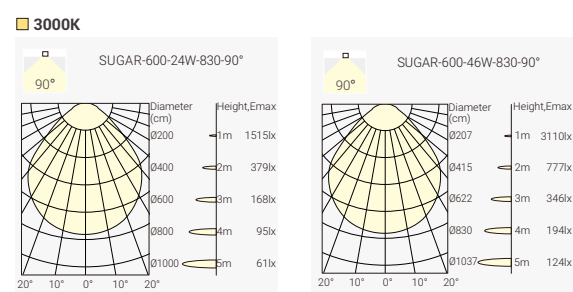 3000K
90°
SUGAR-600-24W-830-90°
Diameter (cm) Height,Emax
Ø200 1m 1515lx
Ø400 2m 379lx
Ø600 3m 168lx
Ø800 4m 95lx
Ø1000 5m 61lx
20° 10° 0° 10° 20°
90°
SUGAR-600-46W-830-90°
Diameter (cm) Height,Emax
Ø207 1m 3110lx
Ø415 2m 777lx
Ø622 3m 346lx
Ø830 4m 194lx
Ø1037 5m 124lx
20° 10° 0° 10° 20°